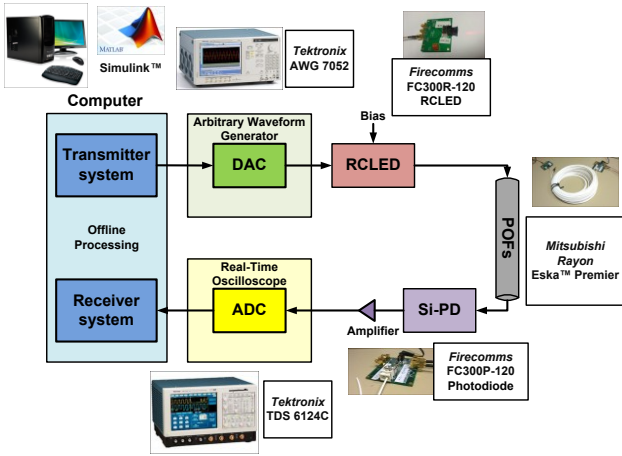 MATLAB
Simulink™
Tektronix
AWG 7052
Firecomms
FC300R-120
RCLED
Computer
Arbitrary Waveform
Generator
Bias
Transmitter
system
DAC
RCLED
POFs
Offline
Processing
Mitsubishi
Rayon
Eska™ Premier
Real-Time
Oscilloscope
Receiver
system
ADC
Amplifier
Si-PD
Firecomms
FC300P-120
Photodiode
Tektronix
TDS 6124C